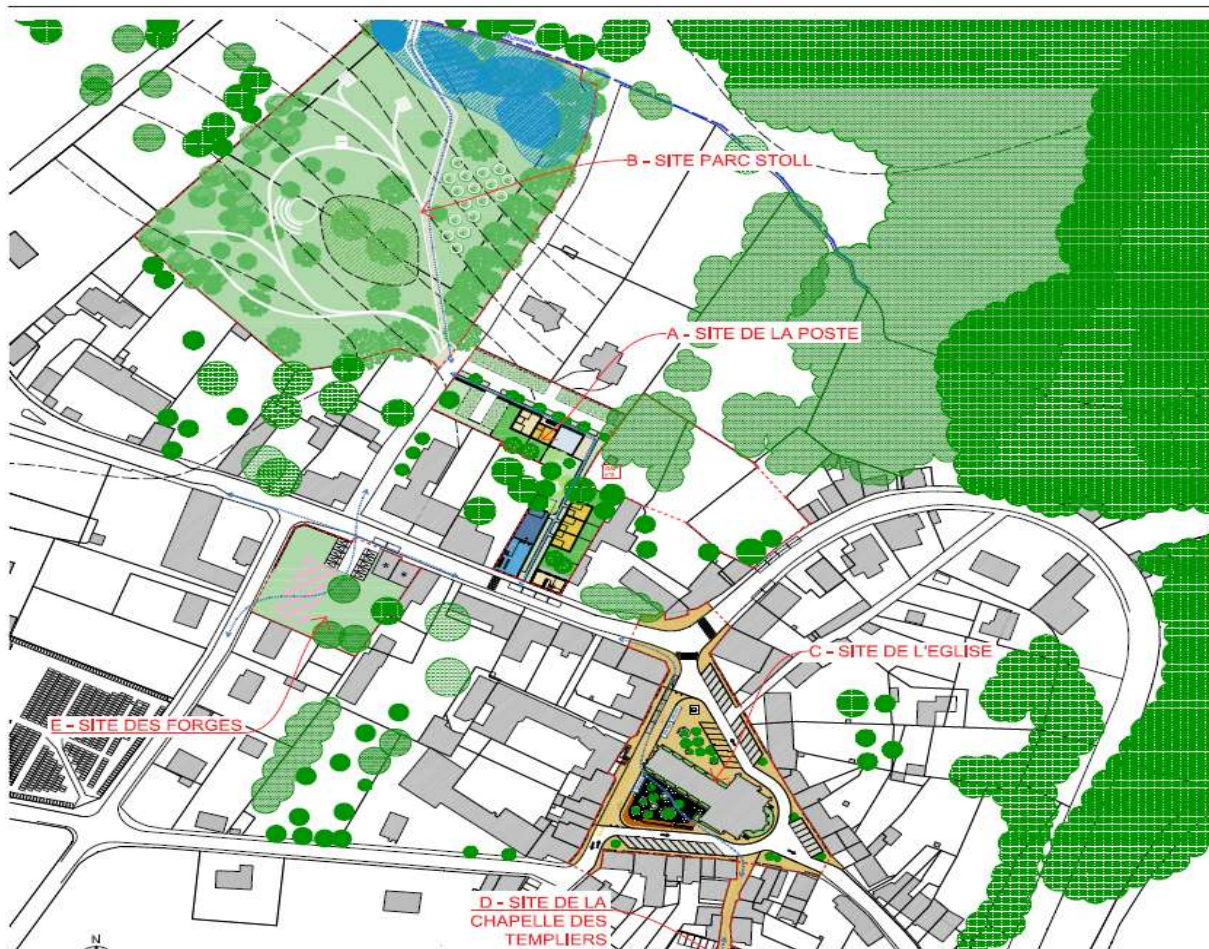 Ruisseau
B - SITE PARC STOLL
A - SITE DE LA POSTE
C - SITE DE L'EGLISE
E - SITE DES FORGES
D - SITE DE LA
CHAPELLE DES
TEMPLIERS
N